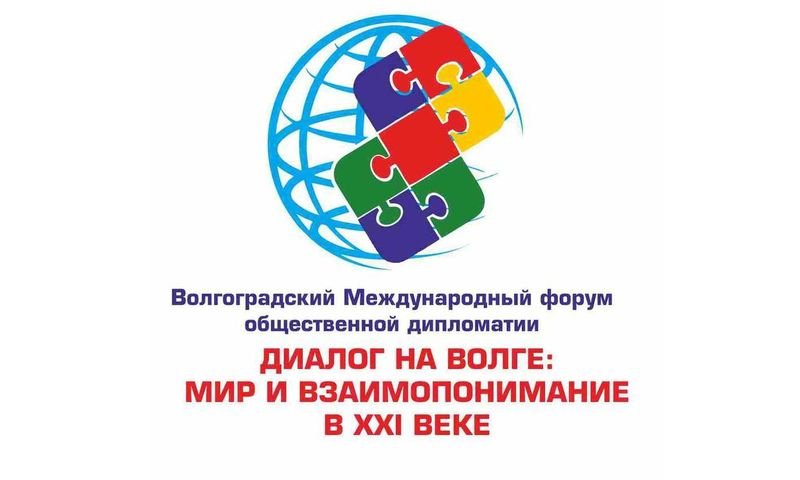 Волгоградский Международный форум
общественной дипломатии
ДИАЛОГ НА ВОЛГЕ:
МИР И ВЗАИМОПОНИМАНИЕ
В XXI ВЕКЕ